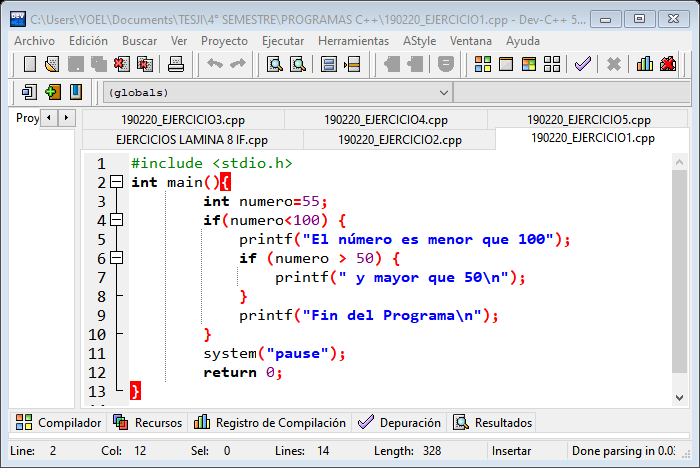 C:\Users\YOEL\Documents\TESJI\4° SEMESTRE\PROGRAMAS C++\190220_EJERCICIO1.cpp - Dev-C++ 5...
Archivo Edición Buscar Ver Proyecto Ejecutar Herramientas AStyle Ventana Ayuda
(globals)
Proy
190220_EJERCICIO3.cpp 190220_EJERCICIO4.cpp 190220_EJERCICIO5.cpp
EJERCICIOS LAMINA 8 IF.cpp 190220_EJERCICIO2.cpp 190220_EJERCICIO1.cpp
1 #include <stdio.h>
2 int main(){
3 int numero=55;
4 if(numero<100) {
5 printf("El número es menor que 100");
6 if (numero > 50) {
7 printf(" y mayor que 50\n");
8 }
9 printf("Fin del Programa\n");
10 }
11 system("pause");
12 return 0;
13 }
Compilador Recursos Registro de Compilación Depuración Resultados
Line: 2 Col: 12 Sel: 0 Lines: 14 Length: 328 Insertar Done parsing in 0.03